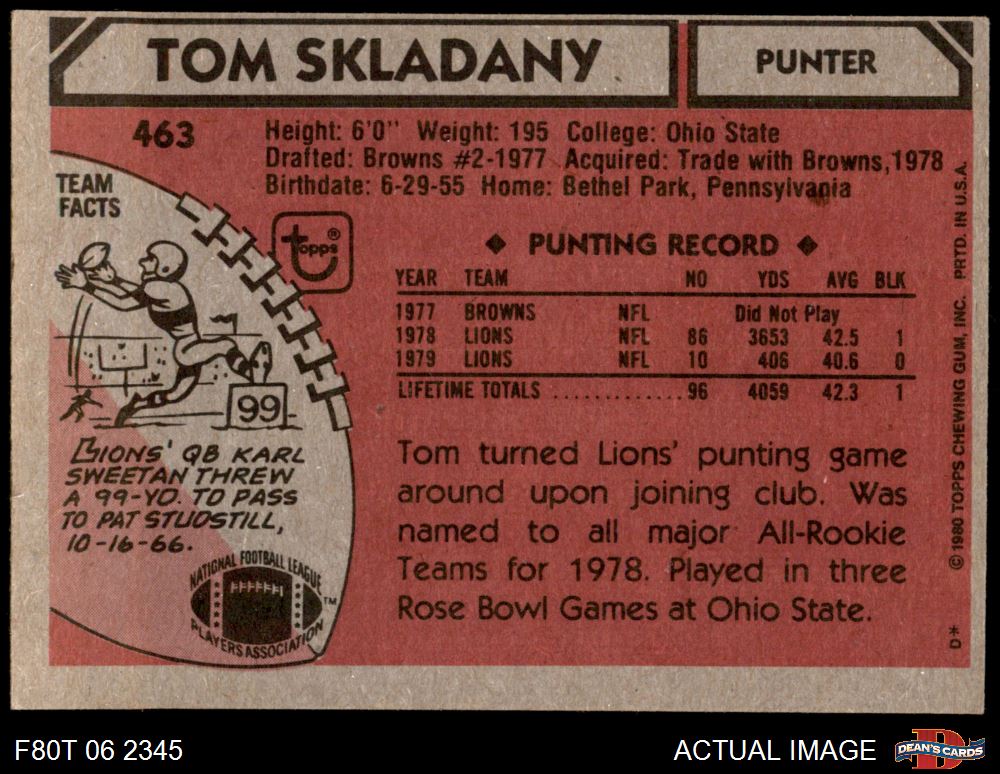 TOM SKLADANY
PUNTER
463
Height: 6'0" Weight: 195 College: Ohio State
Drafted: Browns #2-1977 Acquired: Trade with Browns, 1978
Birthdate: 6-29-55 Home: Bethel Park, Pennsylvania
TEAM
FACTS
topps®
◆ PUNTING RECORD ◆
YEAR TEAM NO YDS AVG BLK
1977 BROWNS NFL Did Not Play
1978 LIONS NFL 86 3653 42.5 1
1979 LIONS NFL 10 406 40.6 0
LIFETIME TOTALS .............96 4059 42.3 1
99
LIONS' QB KARL
SWEETAN THREW
A 99-YD. TD PASS
TO PAT STUDSTILL,
10-16-66.
NATIONAL FOOTBALL LEAGUE
PLAYERS ASSOCIATION
TM
Tom turned Lions' punting game
around upon joining club. Was
named to all major All-Rookie
Teams for 1978. Played in three
Rose Bowl Games at Ohio State.
D* © 1980 TOPPS CHEWING GUM, INC. PRTD. IN U.S.A.
F80T 06 2345
ACTUAL IMAGE
D
DEAN'S CARDS